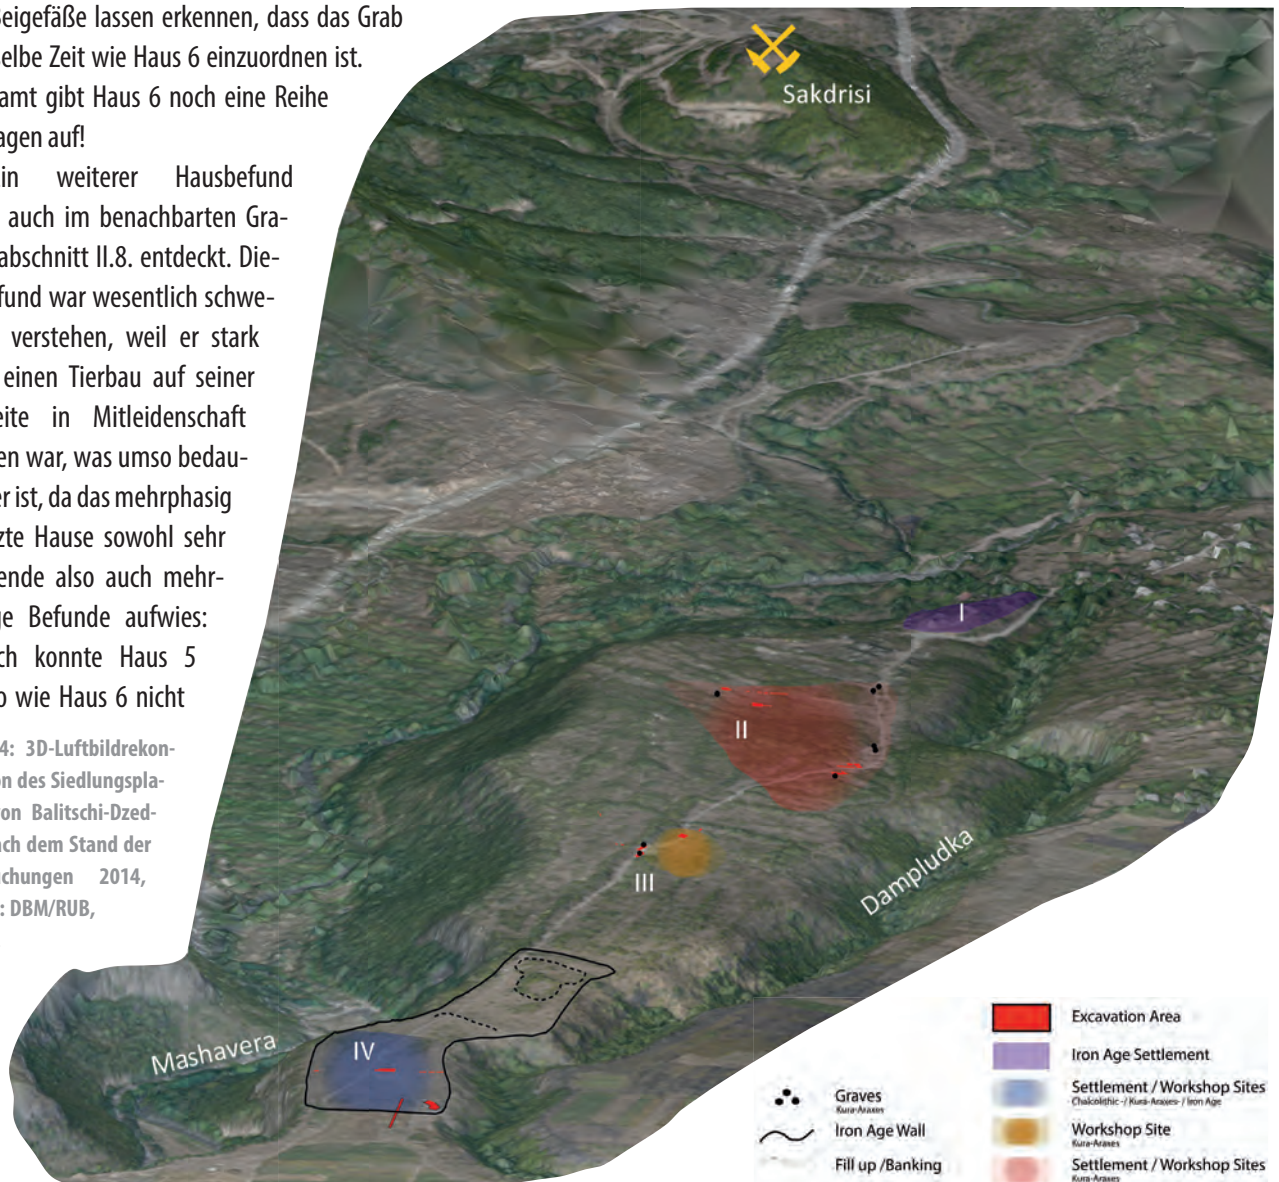 Beigefäße lassen erkennen, dass das Grab
selbe Zeit wie Haus 6 einzuordnen ist.
amt gibt Haus 6 noch eine Reihe
agen auf!
in weiterer Hausbefund
auch im benachbarten Gra-
abschnitt II.8. entdeckt. Die-
fund war wesentlich schwe-
verstehen, weil er stark
einen Tierbau auf seiner
eite in Mitleidenschaft
en war, was umso bedau-
er ist, da das mehrphasig
zte Hause sowohl sehr
ende also auch mehr-
ge Befunde aufwies:
ch konnte Haus 5
o wie Haus 6 nicht
4: 3D-Luftbildrekon-
on des Siedlungspla-
von Balitschi-Dzed-
ach dem Stand der
uchungen 2014,
: DBM/RUB,
Sakdrisi
I
II
III
Dampludka
Mashavera
IV
Graves
Kura-Araxes
Iron Age Wall
Fill up /Banking
Excavation Area
Iron Age Settlement
Settlement / Workshop Sites
Chalcolithic -/ Kura-Araxes- / Iron Age
Workshop Site
Kura-Araxes
Settlement / Workshop Sites
Kura-Araxes